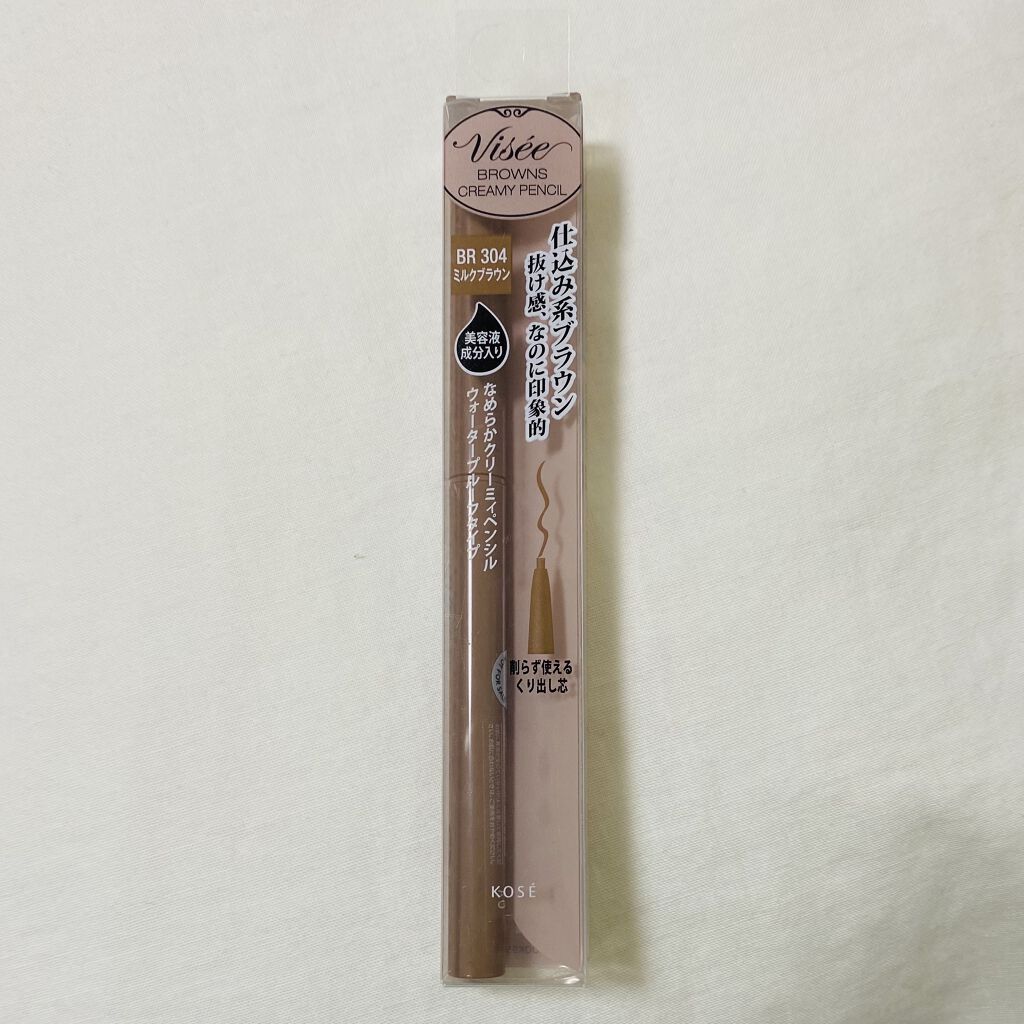 Visée
BROWNS
CREAMY PENCIL
BR 304
ミルクブラウン
仕込み系ブラウン
抜け感、なのに印象的
美容液
成分入り
なめらかクリーミィペンシル
ウォータープルーフタイプ
削らず使える
くり出し芯
KOSÉ